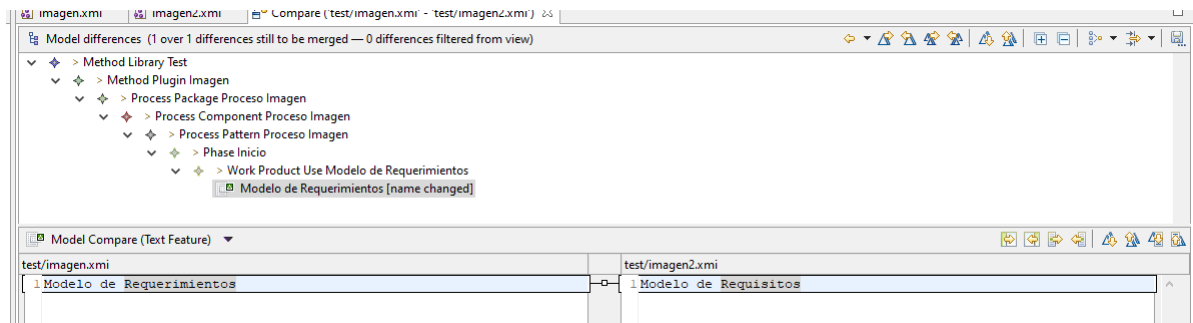 imagen.xmi imagen2.xmi Compare ('test/imagen.xmi' - 'test/imagen2.xmi')
Model differences (1 over 1 differences still to be merged — 0 differences filtered from view)
> Method Library Test
> Method Plugin Imagen
> Process Package Proceso Imagen
> Process Component Proceso Imagen
> Process Pattern Proceso Imagen
> Phase Inicio
> Work Product Use Modelo de Requerimientos
Modelo de Requerimientos [name changed]
Model Compare (Text Feature)
test/imagen.xmi test/imagen2.xmi
1 Modelo de Requerimientos 1 Modelo de Requisitos